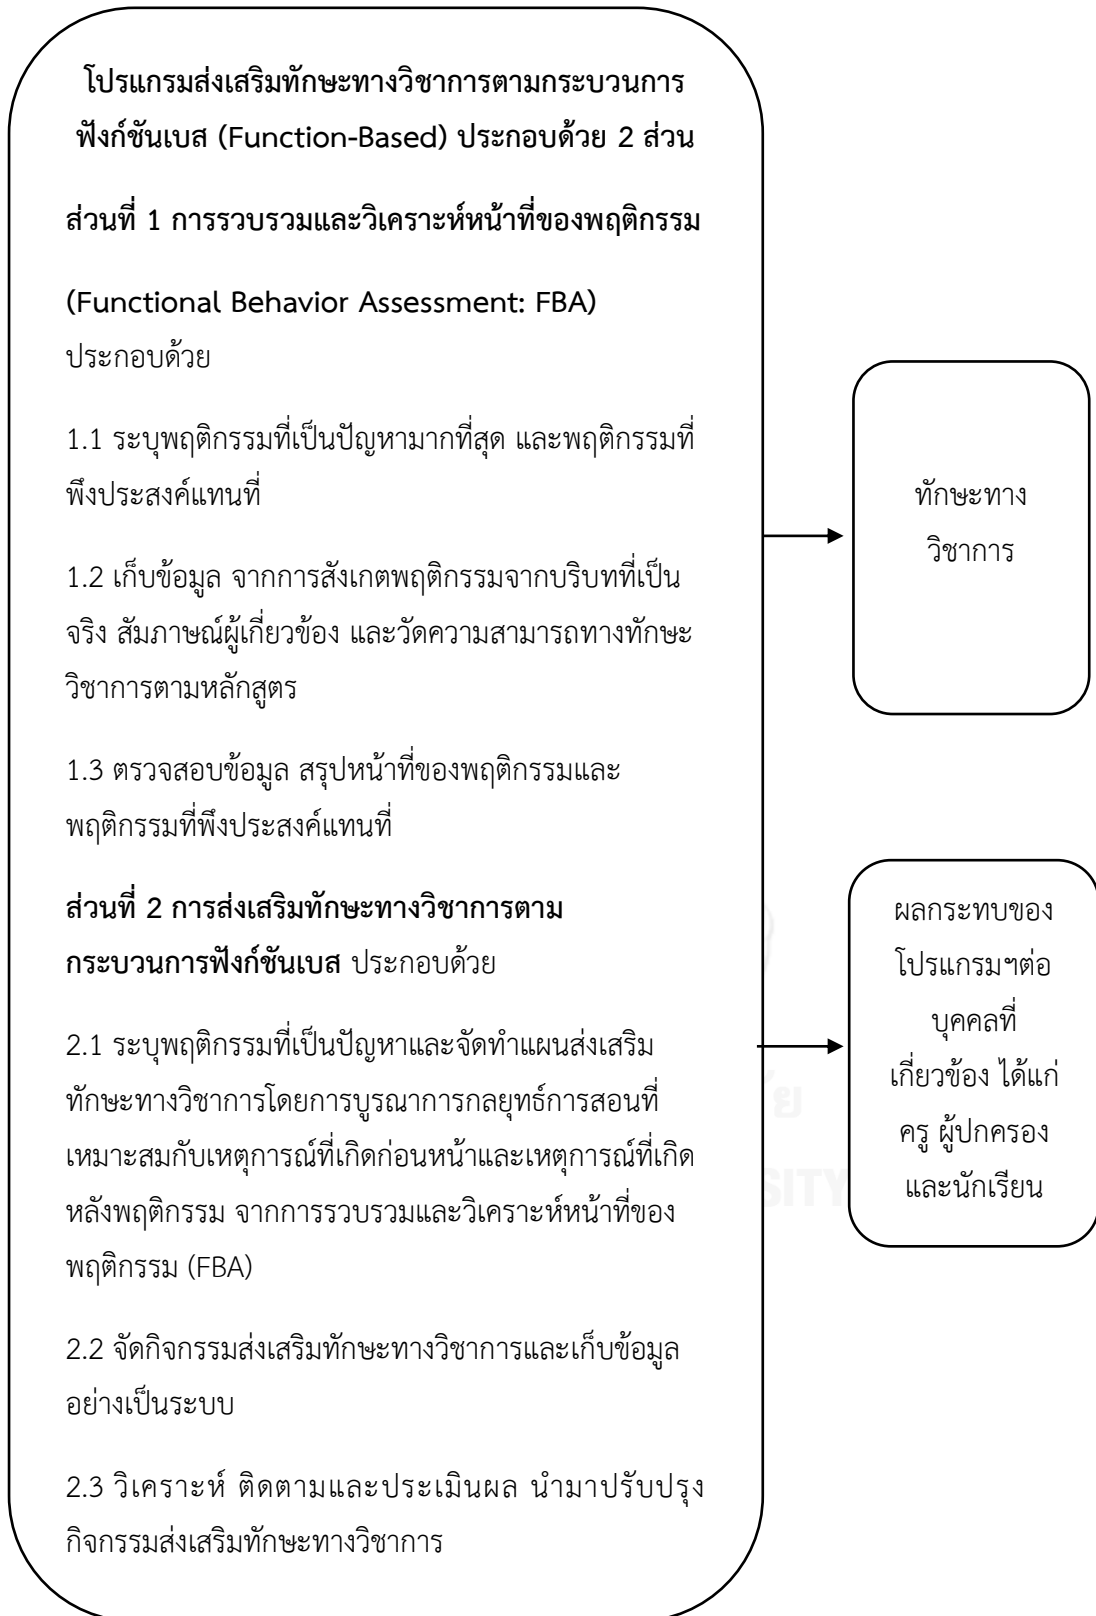 โปรแกรมส่งเสริมทักษะทางวิชาการตามกระบวนการ
ฟังก์ชันเบส (Function-Based) ประกอบด้วย 2 ส่วน
ส่วนที่ 1 การรวบรวมและวิเคราะห์หน้าที่ของพฤติกรรม
(Functional Behavior Assessment: FBA)
ประกอบด้วย
1.1 ระบุพฤติกรรมที่เป็นปัญหามากที่สุด และพฤติกรรมที่
พึงประสงค์แทนที่
1.2 เก็บข้อมูล จากการสังเกตพฤติกรรมจากบริบทที่เป็น
จริง สัมภาษณ์ผู้เกี่ยวข้อง และวัดความสามารถทางทักษะ
วิชาการตามหลักสูตร
1.3 ตรวจสอบข้อมูล สรุปหน้าที่ของพฤติกรรมและ
พฤติกรรมที่พึงประสงค์แทนที่
ส่วนที่ 2 การส่งเสริมทักษะทางวิชาการตาม
กระบวนการฟังก์ชันเบส ประกอบด้วย
2.1 ระบุพฤติกรรมที่เป็นปัญหาและจัดทำแผนส่งเสริม
ทักษะทางวิชาการโดยการบูรณาการกลยุทธ์การสอนที่
เหมาะสมกับเหตุการณ์ที่เกิดก่อนหน้าและเหตุการณ์ที่เกิด
หลังพฤติกรรม จากการรวบรวมและวิเคราะห์หน้าที่ของ
พฤติกรรม (FBA)
2.2 จัดกิจกรรมส่งเสริมทักษะทางวิชาการและเก็บข้อมูล
อย่างเป็นระบบ
2.3 วิเคราะห์ ติดตามและประเมินผล นำมาปรับปรุง
กิจกรรมส่งเสริมทักษะทางวิชาการ
ทักษะทาง
วิชาการ
ผลกระทบของ
โปรแกรมฯต่อ
บุคคลที่
เกี่ยวข้อง ได้แก่
ครู ผู้ปกครอง
และนักเรียน